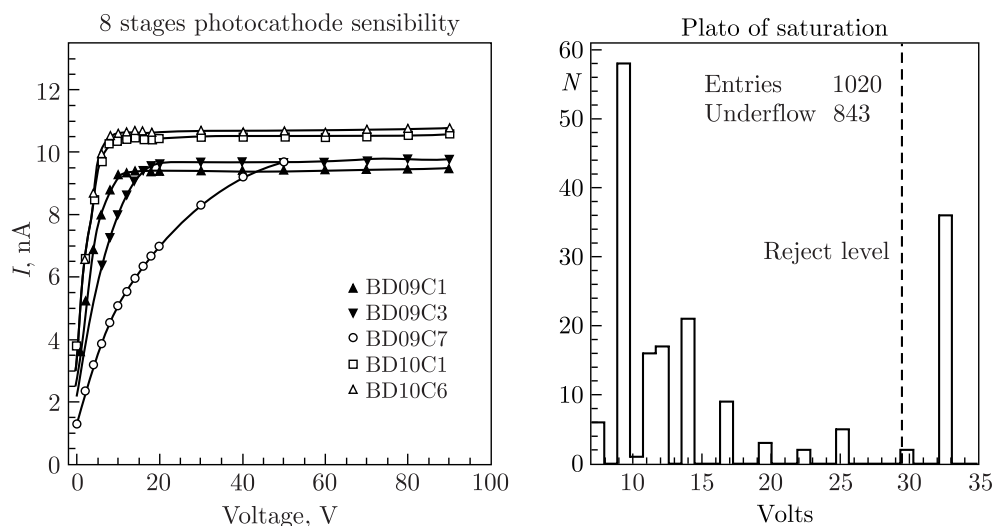 8 stages photocathode sensibility
I, nA
12
10
8
6
4
2
0
BD09C1
BD09C3
BD09C7
BD10C1
BD10C6
0 20 40 60 80 100
Voltage, V
Plato of saturation
N
60
50
40
30
20
10
0
Entries 1020
Underflow 843
Reject level
10 15 20 25 30 35
Volts